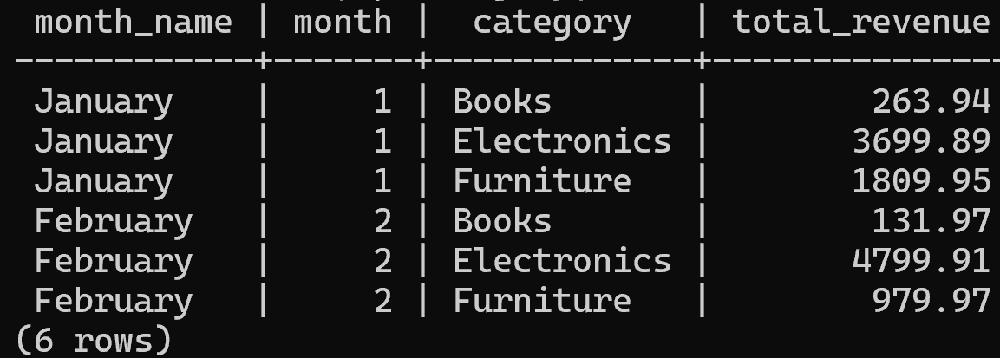 month_name | month | category | total_revenue
------------+-------+-------------+---------------
January | 1 | Books | 263.94
January | 1 | Electronics | 3699.89
January | 1 | Furniture | 1809.95
February | 2 | Books | 131.97
February | 2 | Electronics | 4799.91
February | 2 | Furniture | 979.97
(6 rows)